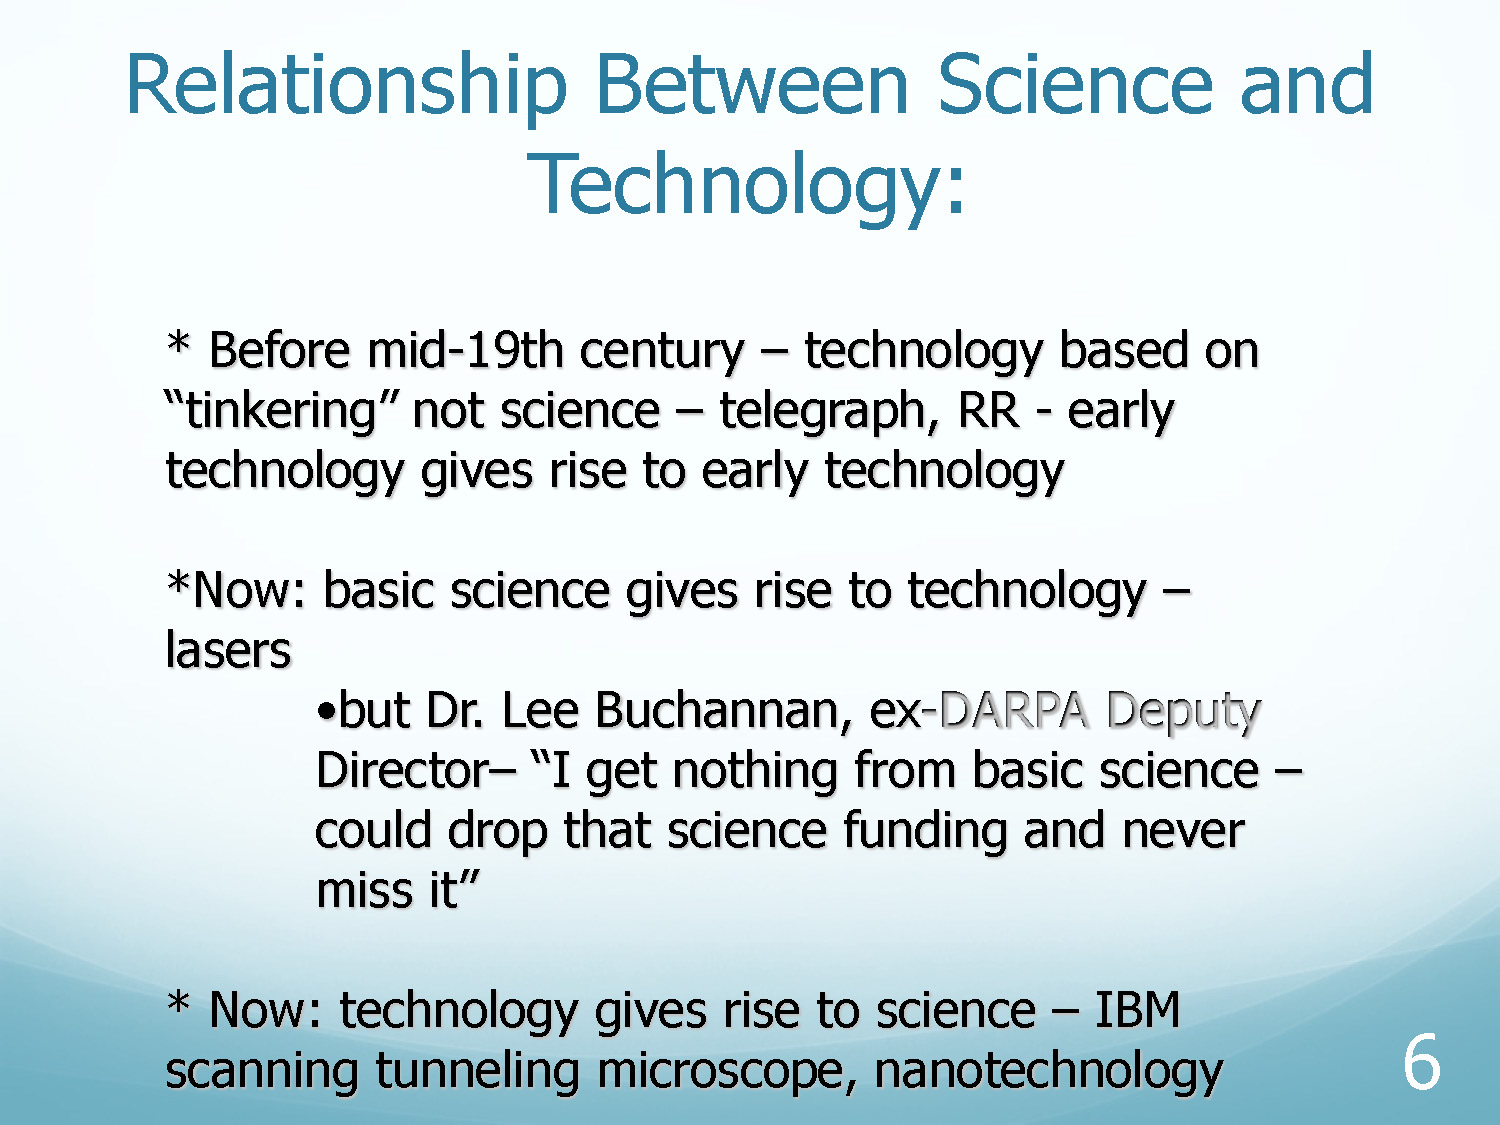 Relationship Between Science and
Technology:
* Before mid-19th century – technology based on
“tinkering” not science – telegraph, RR - early
technology gives rise to early technology
*Now: basic science gives rise to technology –
lasers
•but Dr. Lee Buchannan, ex-DARPA Deputy
Director– “I get nothing from basic science –
could drop that science funding and never
miss it”
* Now: technology gives rise to science – IBM
scanning tunneling microscope, nanotechnology
6